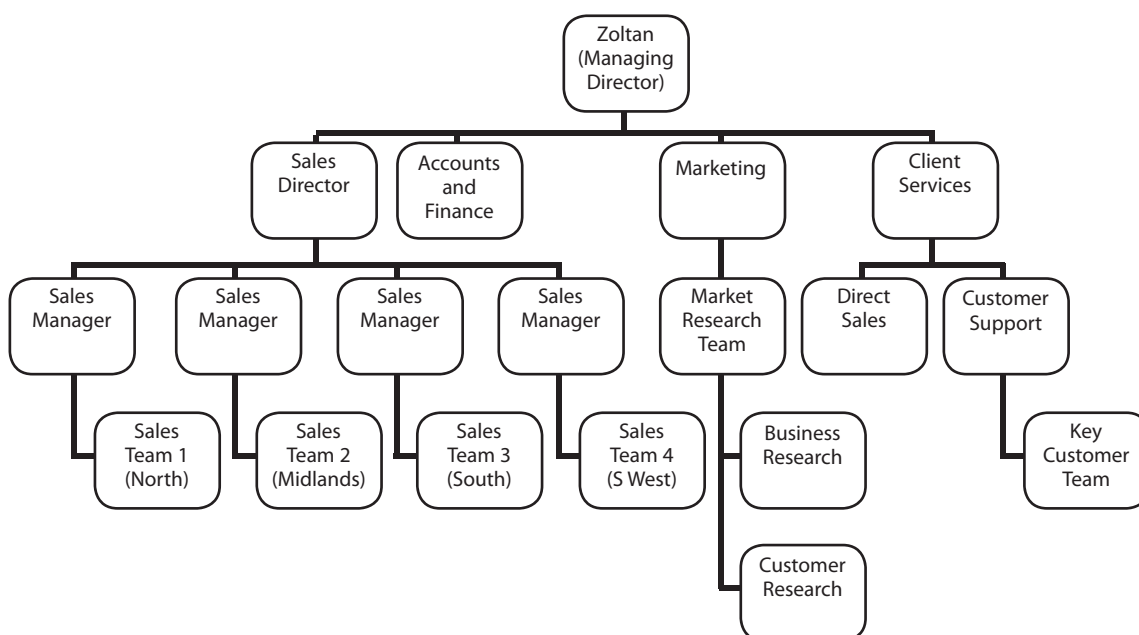 Zoltan
(Managing
Director)
Sales
Director
Accounts
and
Finance
Marketing
Client
Services
Sales
Manager
Sales
Manager
Sales
Manager
Sales
Manager
Market
Research
Team
Direct
Sales
Customer
Support
Sales
Team 1
(North)
Sales
Team 2
(Midlands)
Sales
Team 3
(South)
Sales
Team 4
(S West)
Business
Research
Key
Customer
Team
Customer
Research